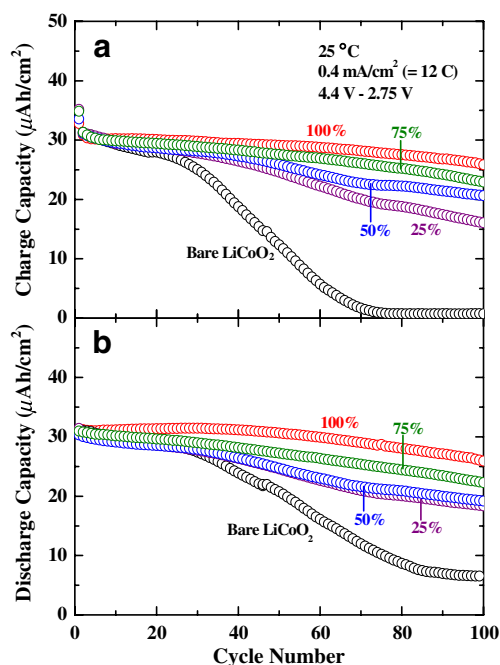 50
a
25 °C
0.4 mA/cm² (= 12 C)
4.4 V - 2.75 V
40
100%
75%
30
20
50%
25%
Bare LiCoO₂
10
0
Charge Capacity (μAh/cm²)
50
b
40
100%
75%
30
20
50%
25%
Bare LiCoO₂
10
0
Discharge Capacity (μAh/cm²)
0 20 40 60 80 100
Cycle Number